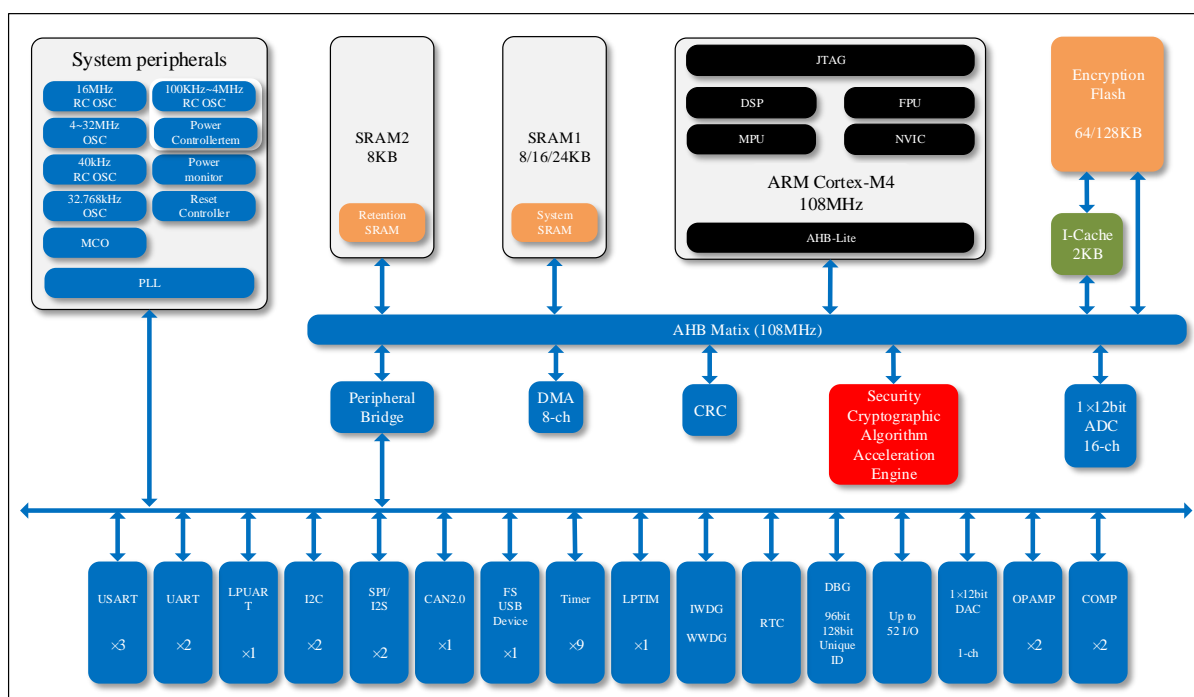 System peripherals
16MHz
RC OSC
100KHz~4MHz
RC OSC
4~32MHz
OSC
Power
Controllertem
40kHz
RC OSC
Power
monitor
32.768kHz
OSC
Reset
Controller
MCO
PLL
SRAM2
8KB
Retention
SRAM
SRAM1
8/16/24KB
System
SRAM
JTAG
DSP
FPU
MPU
NVIC
ARM Cortex-M4
108MHz
AHB-Lite
Encryption
Flash
64/128KB
I-Cache
2KB
AHB Matix (108MHz)
Peripheral
Bridge
DMA
8-ch
CRC
Security
Cryptographic
Algorithm
Acceleration
Engine
1×12bit
ADC
16-ch
USART
×3
UART
×2
LPUAR
T
×1
I2C
×2
SPI/
I2S
×2
CAN2.0
×1
FS
USB
Device
×1
Timer
×9
LPTIM
×1
IWDG
WWDG
RTC
DBG
96bit
128bit
Unique
ID
Up to
52 I/O
1×12bit
DAC
1-ch
OPAMP
×2
COMP
×2